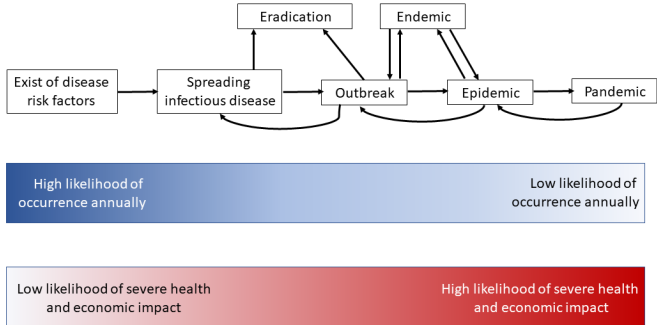 Eradication
Endemic
Exist of disease
risk factors
Spreading
infectious disease
Outbreak
Epidemic
Pandemic
High likelihood of
occurrence annually
Low likelihood of
occurrence annually
Low likelihood of severe health
and economic impact
High likelihood of severe health
and economic impact